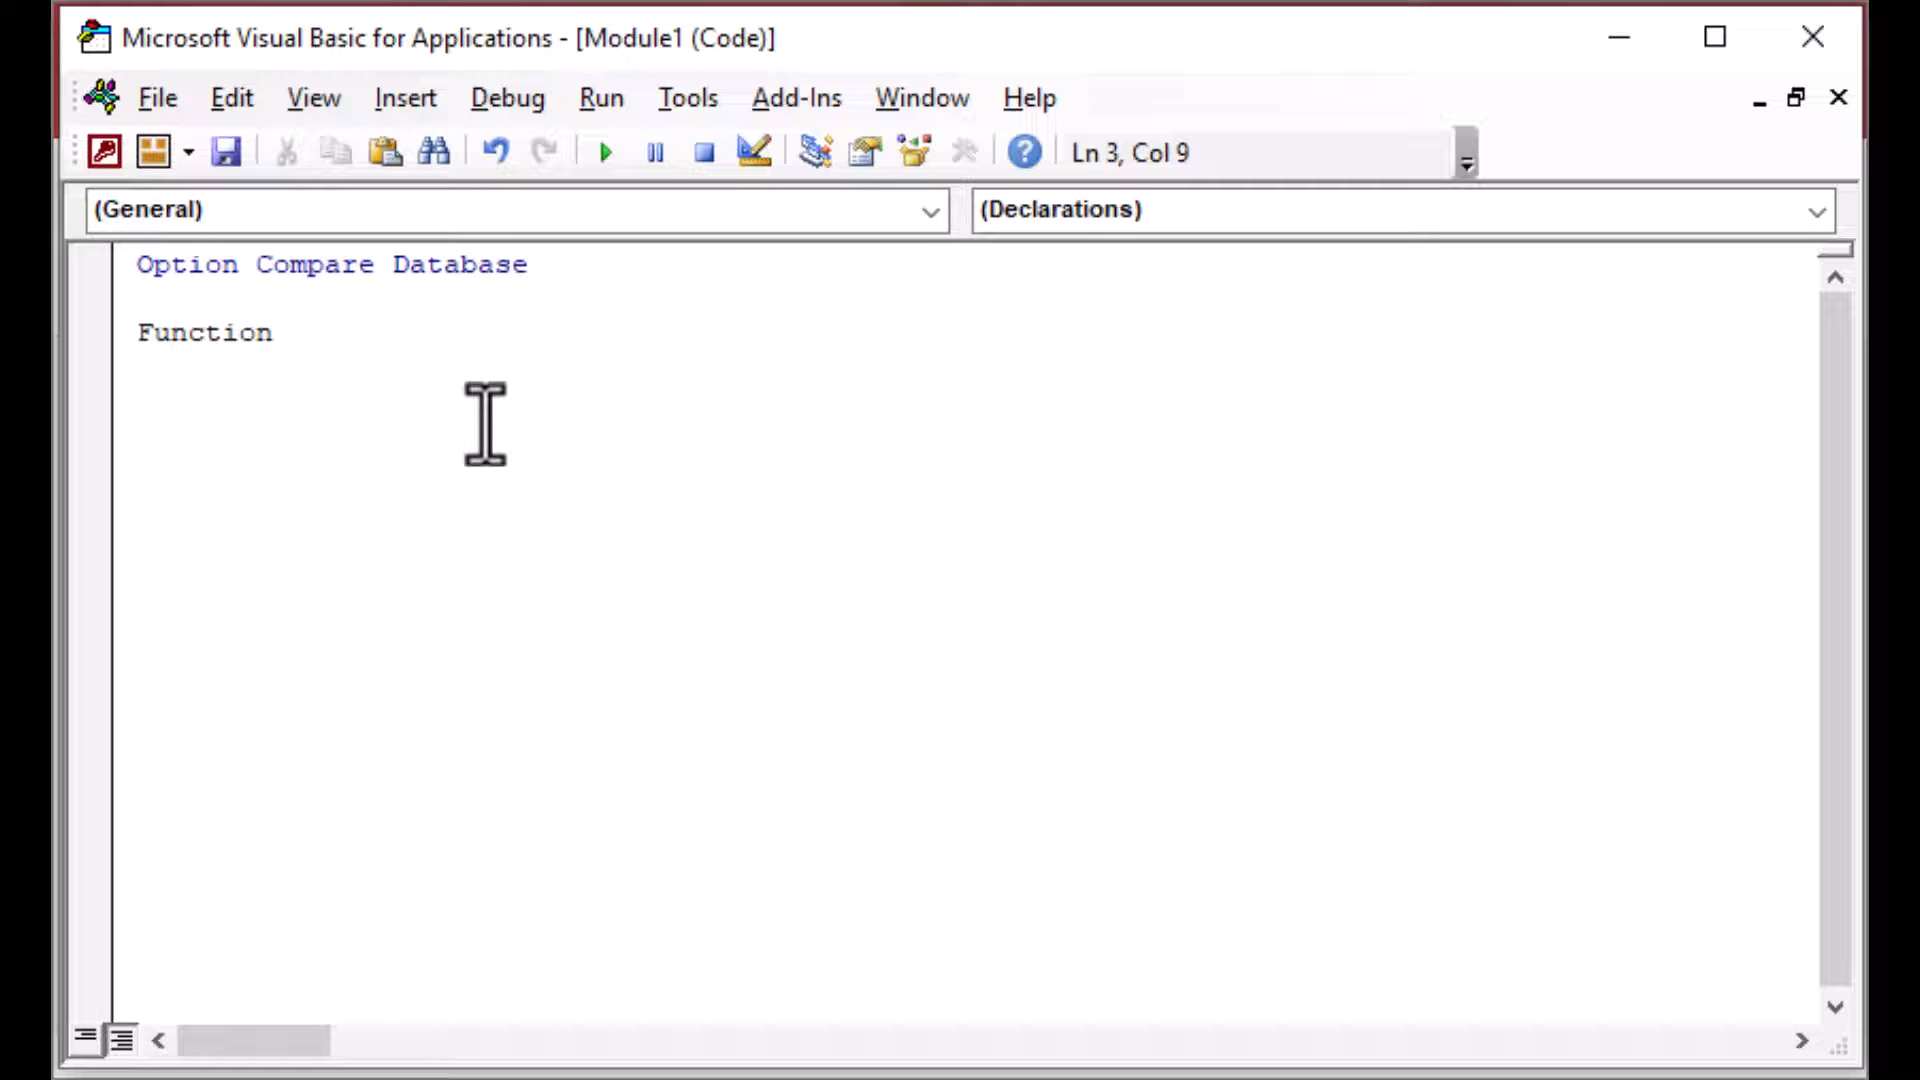 Microsoft Visual Basic for Applications - [Module1 (Code)]
File Edit View Insert Debug Run Tools Add-Ins Window Help
Ln 3, Col 9
(General) (Declarations)
Option Compare Database
Function